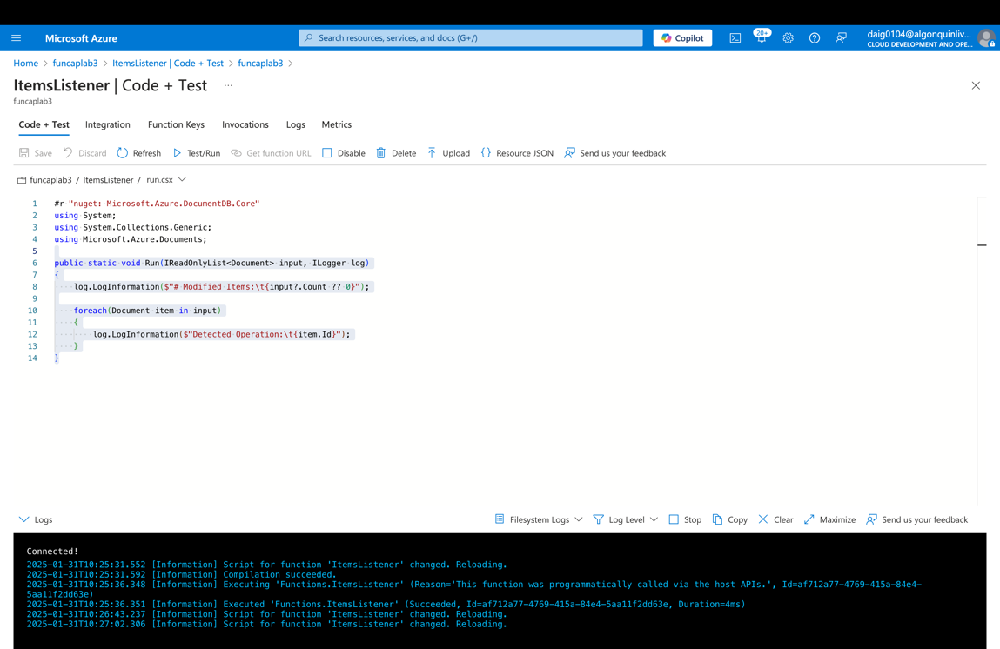 Microsoft Azure
Search resources, services, and docs (G+/)
Copilot
20+
daig0104@algonquinliv...
CLOUD DEVELOPMENT AND OPE...
Home > funcaplab3 > ItemsListener | Code + Test > funcaplab3 >
ItemsListener | Code + Test ...
funcaplab3
Code + Test Integration Function Keys Invocations Logs Metrics
Save Discard Refresh Test/Run Get function URL Disable Delete Upload Resource JSON Send us your feedback
funcaplab3 / ItemsListener / run.csx
1 #r "nuget: Microsoft.Azure.DocumentDB.Core"
2 using System;
3 using System.Collections.Generic;
4 using Microsoft.Azure.Documents;
5
6 public static void Run(IReadOnlyList<Document> input, ILogger log)
7 {
8 log.LogInformation($"# Modified Items:\t{input?.Count ?? 0}");
9
10 foreach(Document item in input)
11 {
12 log.LogInformation($"Detected Operation:\t{item.Id}");
13 }
14 }
Logs
Filesystem Logs Log Level Stop Copy Clear Maximize Send us your feedback
Connected!
2025-01-31T10:25:31.552 [Information] Script for function 'ItemsListener' changed. Reloading.
2025-01-31T10:25:31.592 [Information] Compilation succeeded.
2025-01-31T10:25:36.348 [Information] Executing 'Functions.ItemsListener' (Reason='This function was programmatically called via the host APIs.', Id=af712a77-4769-415a-84e4-
5aa11f2dd63e)
2025-01-31T10:25:36.351 [Information] Executed 'Functions.ItemsListener' (Succeeded, Id=af712a77-4769-415a-84e4-5aa11f2dd63e, Duration=4ms)
2025-01-31T10:26:43.237 [Information] Script for function 'ItemsListener' changed. Reloading.
2025-01-31T10:27:02.306 [Information] Script for function 'ItemsListener' changed. Reloading.